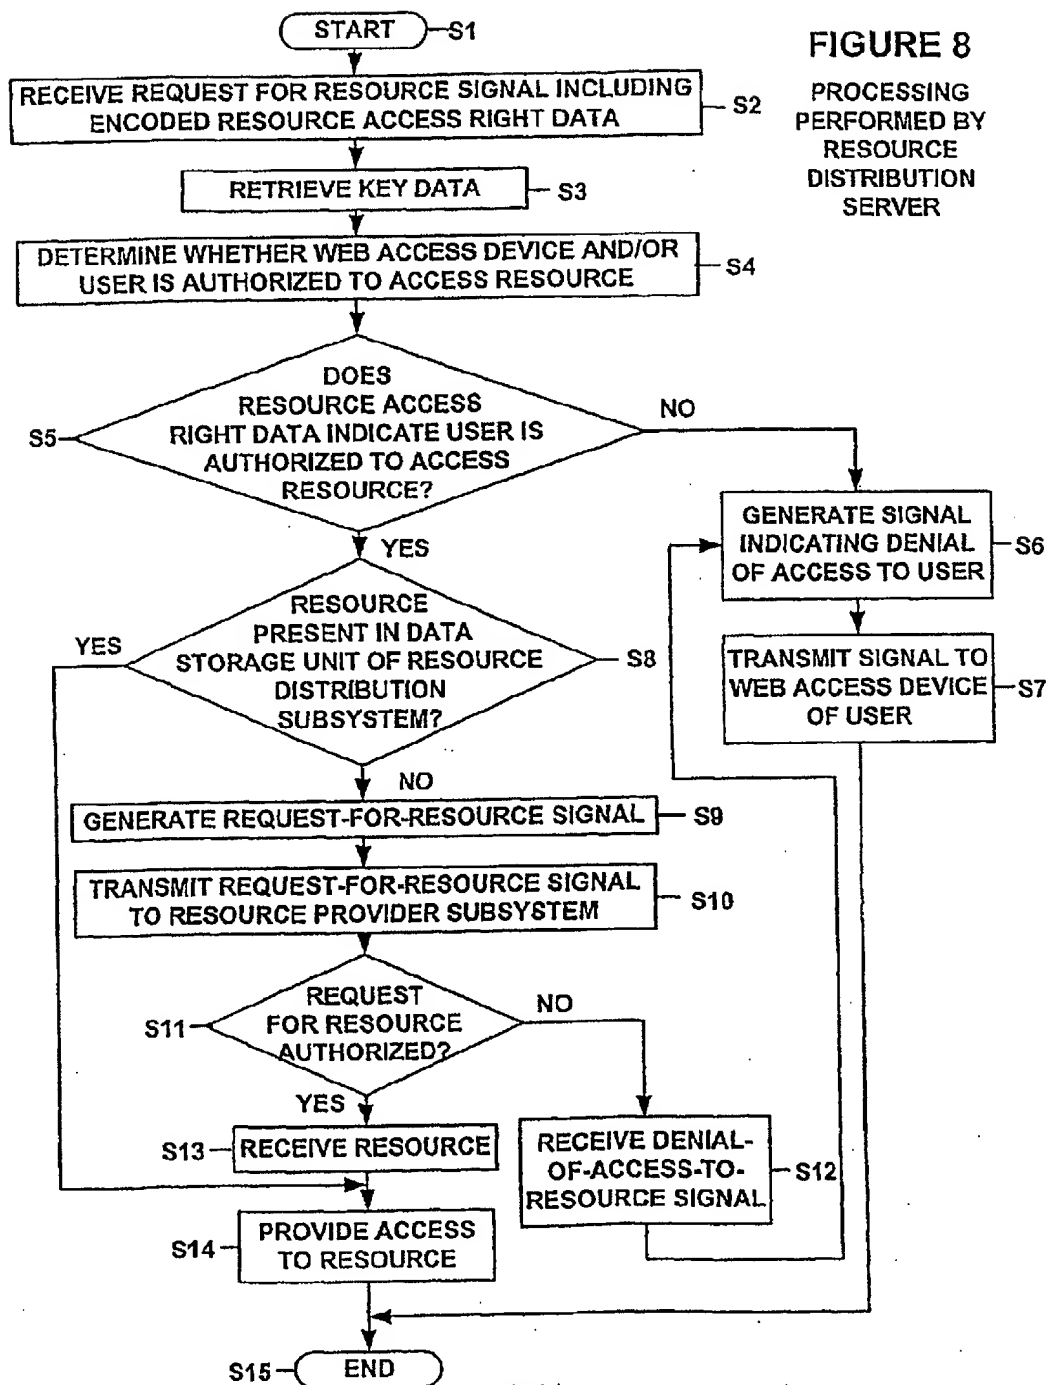 START
S1
FIGURE 8
PROCESSING
PERFORMED BY
RESOURCE
DISTRIBUTION
SERVER
RECEIVE REQUEST FOR RESOURCE SIGNAL INCLUDING
ENCODED RESOURCE ACCESS RIGHT DATA
S2
RETRIEVE KEY DATA
S3
DETERMINE WHETHER WEB ACCESS DEVICE AND/OR
USER IS AUTHORIZED TO ACCESS RESOURCE
S4
DOES
RESOURCE ACCESS
RIGHT DATA INDICATE USER IS
AUTHORIZED TO ACCESS
RESOURCE?
S5
NO
YES
GENERATE SIGNAL
INDICATING DENIAL
OF ACCESS TO USER
S6
TRANSMIT SIGNAL TO
WEB ACCESS DEVICE
OF USER
S7
RESOURCE
PRESENT IN DATA
STORAGE UNIT OF RESOURCE
DISTRIBUTION
SUBSYSTEM?
S8
YES
NO
GENERATE REQUEST-FOR-RESOURCE SIGNAL
S9
TRANSMIT REQUEST-FOR-RESOURCE SIGNAL
TO RESOURCE PROVIDER SUBSYSTEM
S10
REQUEST
FOR RESOURCE
AUTHORIZED?
S11
NO
YES
RECEIVE DENIAL-
OF-ACCESS-TO-
RESOURCE SIGNAL
S12
S13
RECEIVE RESOURCE
S14
PROVIDE ACCESS
TO RESOURCE
S15
END